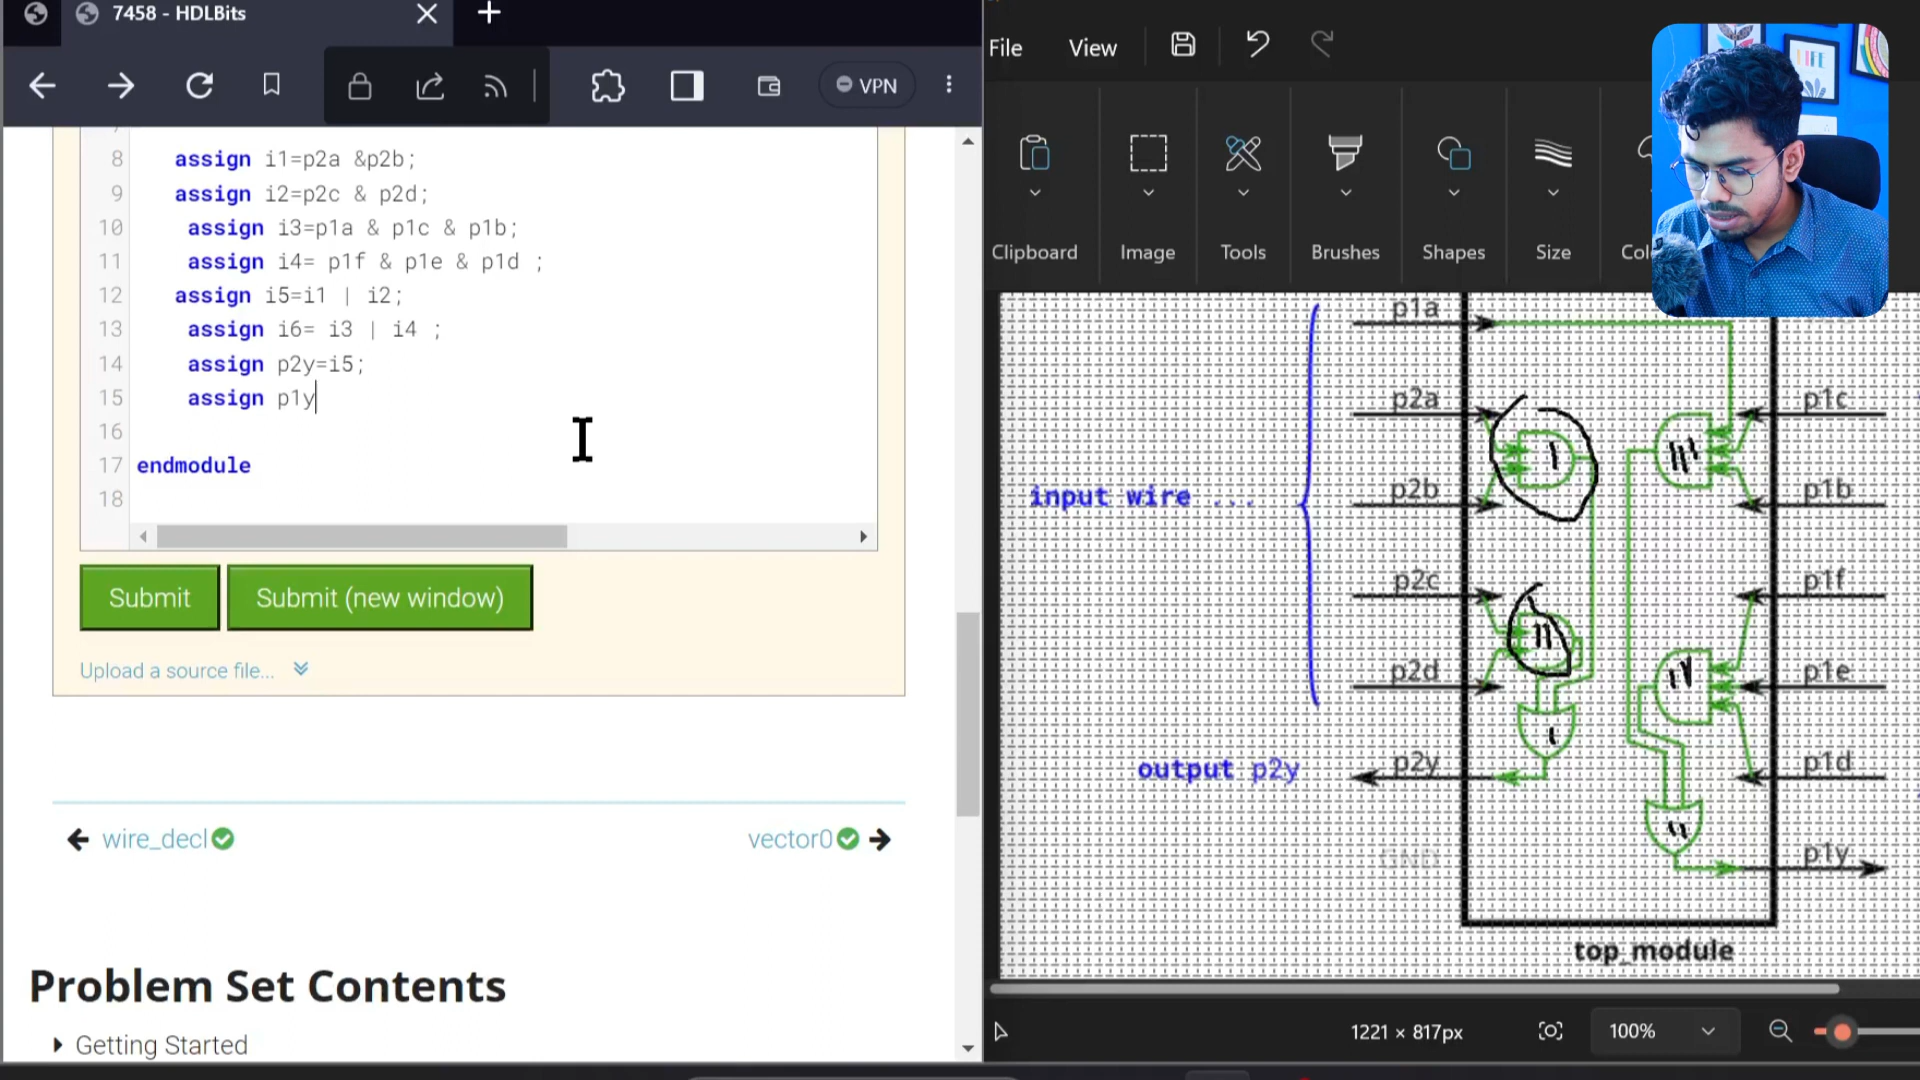 7458 - HDLBits
VPN
8 assign i1=p2a &p2b;
9 assign i2=p2c & p2d;
10 assign i3=p1a & p1c & p1b;
11 assign i4= p1f & p1e & p1d ;
12 assign i5=i1 | i2;
13 assign i6= i3 | i4 ;
14 assign p2y=i5;
15 assign p1y
16
17 endmodule
18
Submit
Submit (new window)
Upload a source file...
wire_decl
vector0
Problem Set Contents
Getting Started
File
View
Clipboard
Image
Tools
Brushes
Shapes
Size
LIFE
p1a
p2a
p1c
input wire ...
p2b
p1b
p2c
p1f
p2d
p1e
output p2y
p2y
p1d
GND
p1y
top_module
1221 × 817px
100%